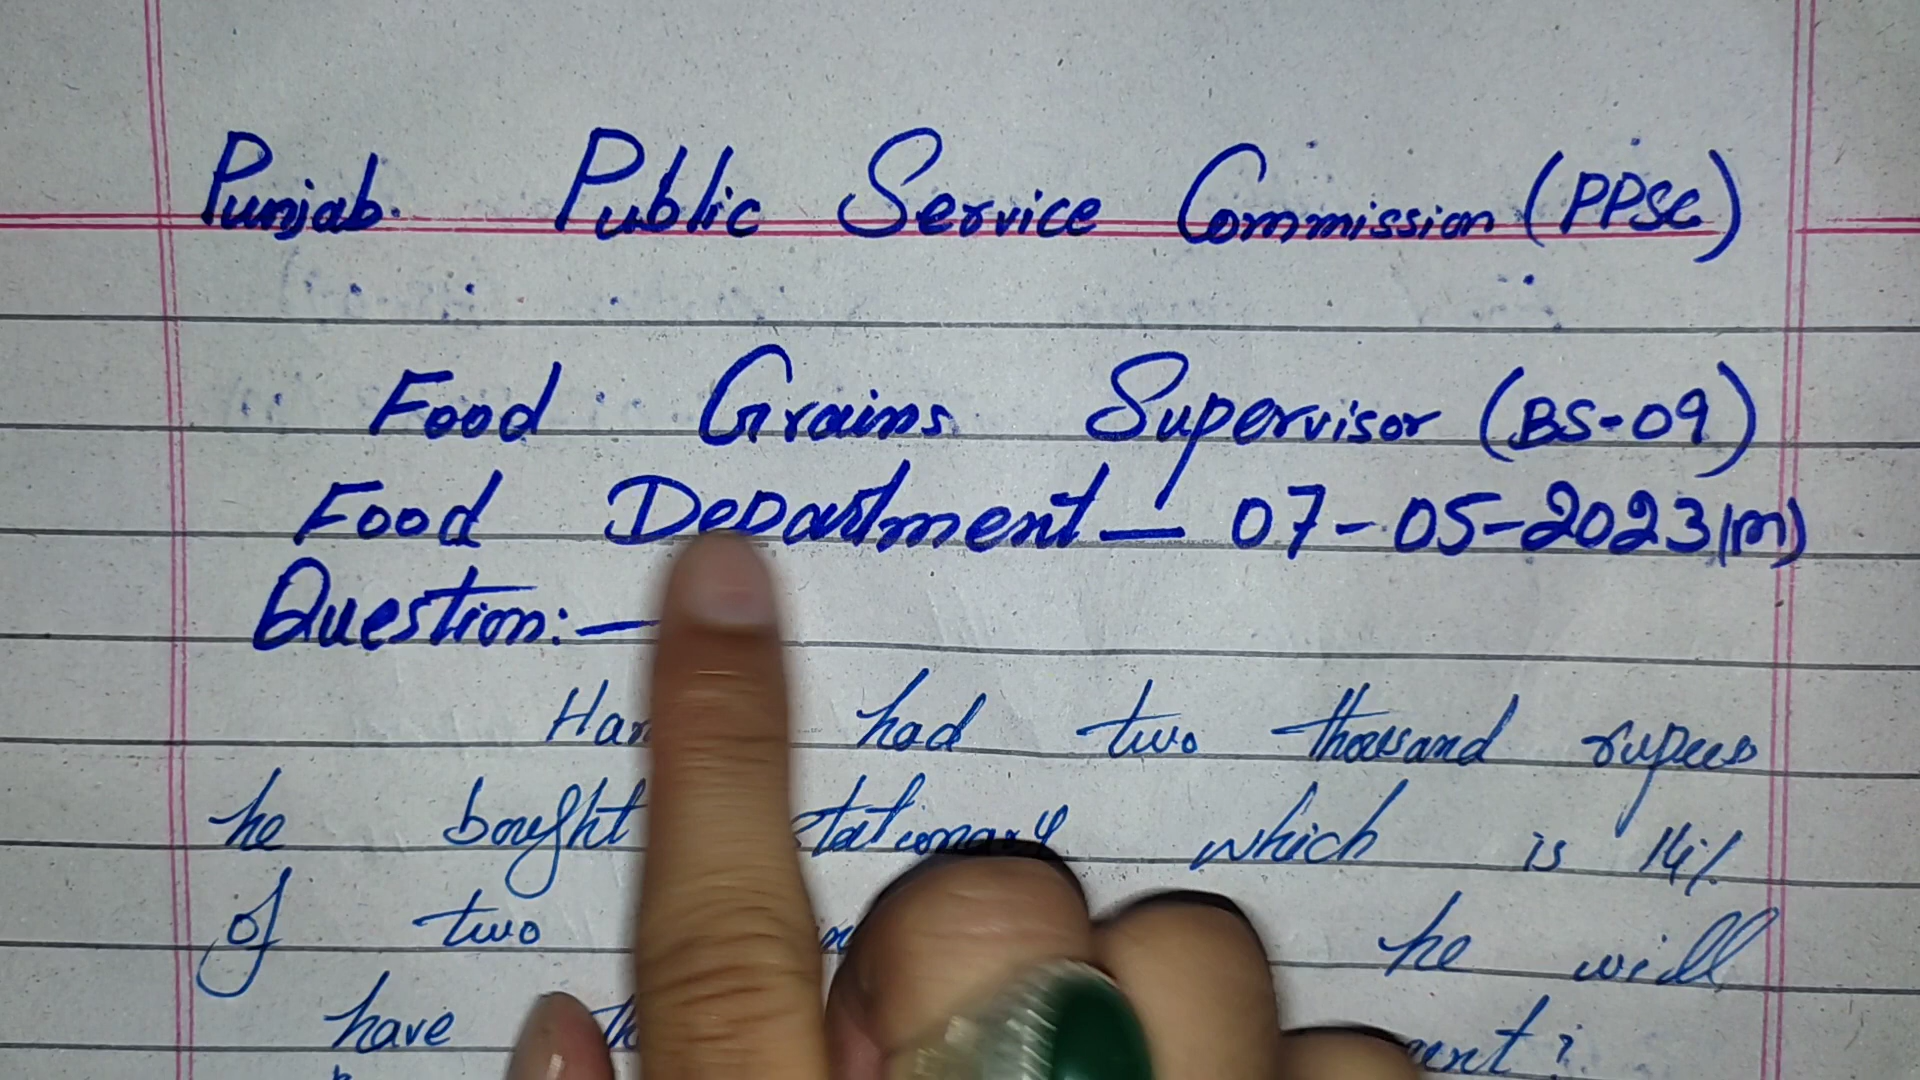 Punjab Public Service Commission (PPSC)
Food Grains Supervisor (BS-09)
Food Department - 07-05-2023(m)
Question:-
had two thousand rupees
he bought stationary which is 14%
of two he will
have